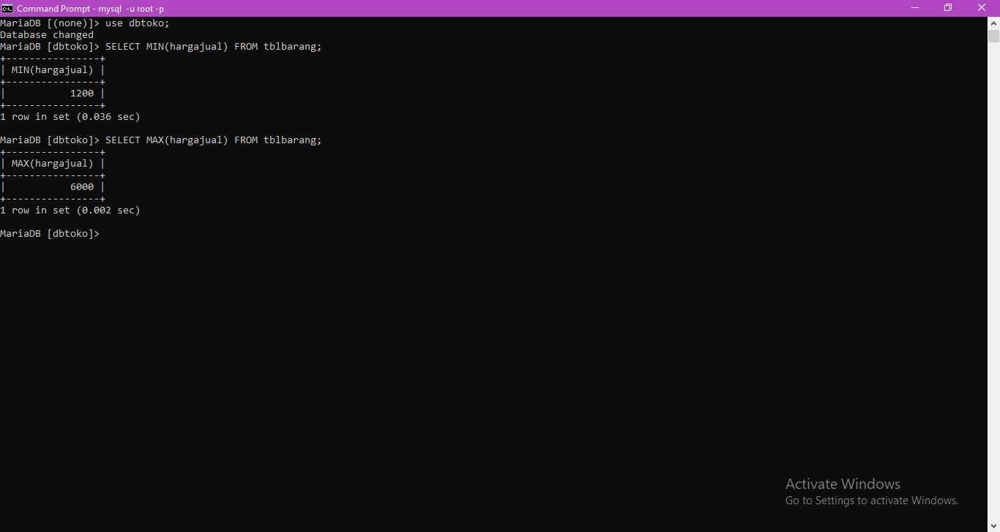 Command Prompt - mysql -u root -p
MariaDB [(none)]> use dbtoko;
Database changed
MariaDB [dbtoko]> SELECT MIN(hargajual) FROM tblbarang;
+----------------+
| MIN(hargajual) |
+----------------+
|           1200 |
+----------------+
1 row in set (0.036 sec)
MariaDB [dbtoko]> SELECT MAX(hargajual) FROM tblbarang;
+----------------+
| MAX(hargajual) |
+----------------+
|           6000 |
+----------------+
1 row in set (0.002 sec)
MariaDB [dbtoko]>
Activate Windows
Go to Settings to activate Windows.